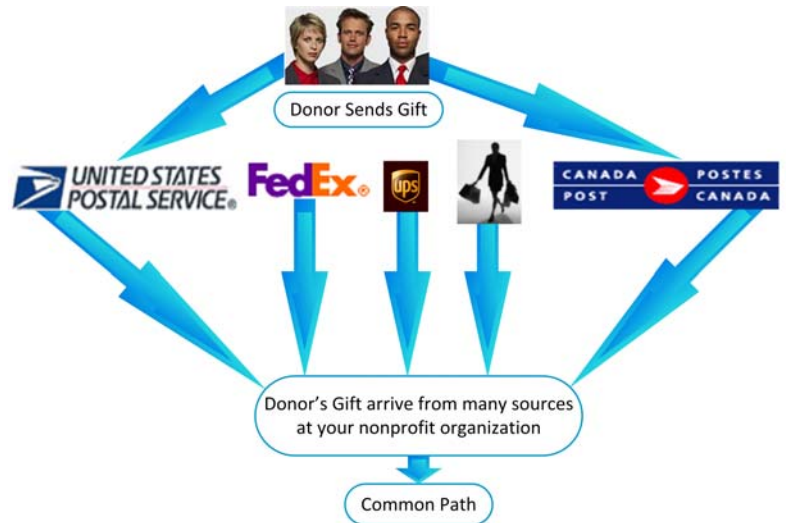 Donor Sends Gift
UNITED STATES
POSTAL SERVICE®
FedEx®
ups
CANADA POSTES
POST CANADA
Donor's Gift arrive from many sources
at your nonprofit organization
Common Path